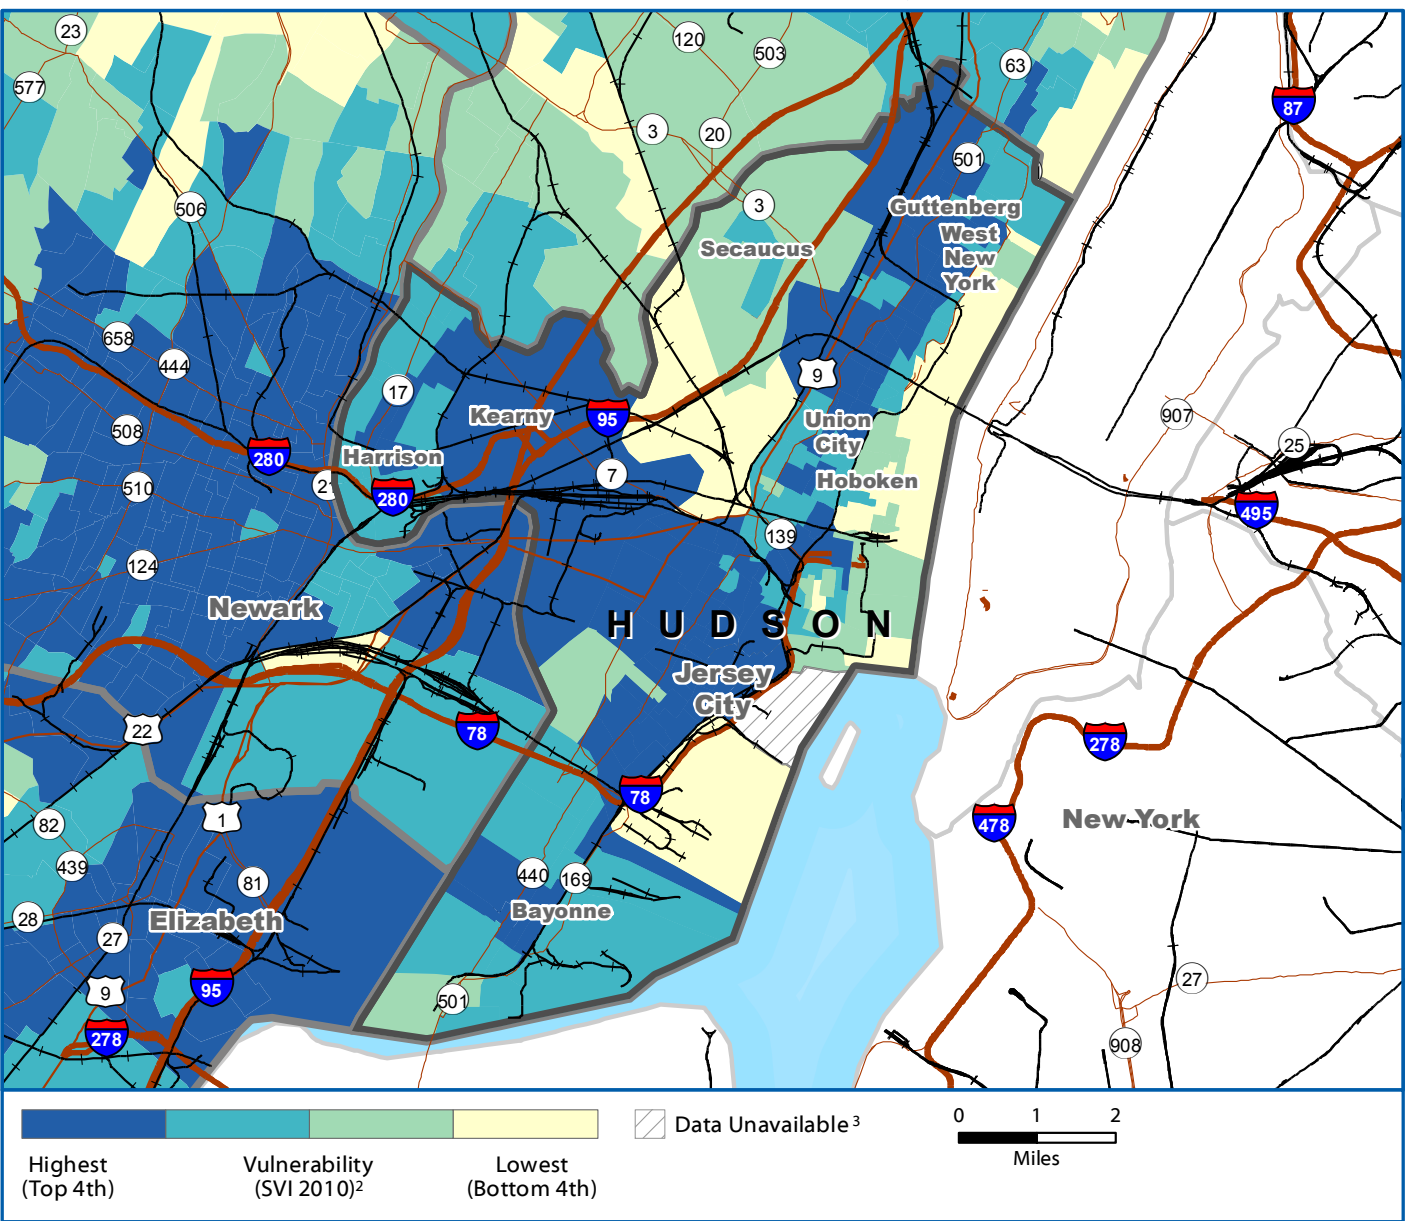 23
120
503
63
577
87
3
20
501
506
3
Guttenberg
West
New
York
Secaucus
658
444
9
17
907
Kearny
95
Union
City
508
25
280
Harrison
7
Hoboken
510
21
280
495
139
124
Newark
HUDSON
Jersey
City
22
78
278
78
1
82
478
New York
439
440
169
81
Bayonne
28
Elizabeth
27
27
95
9
501
278
908
Highest
(Top 4th)
Vulnerability
(SVI 2010)2
Lowest
(Bottom 4th)
Data Unavailable3
0 1 2
Miles